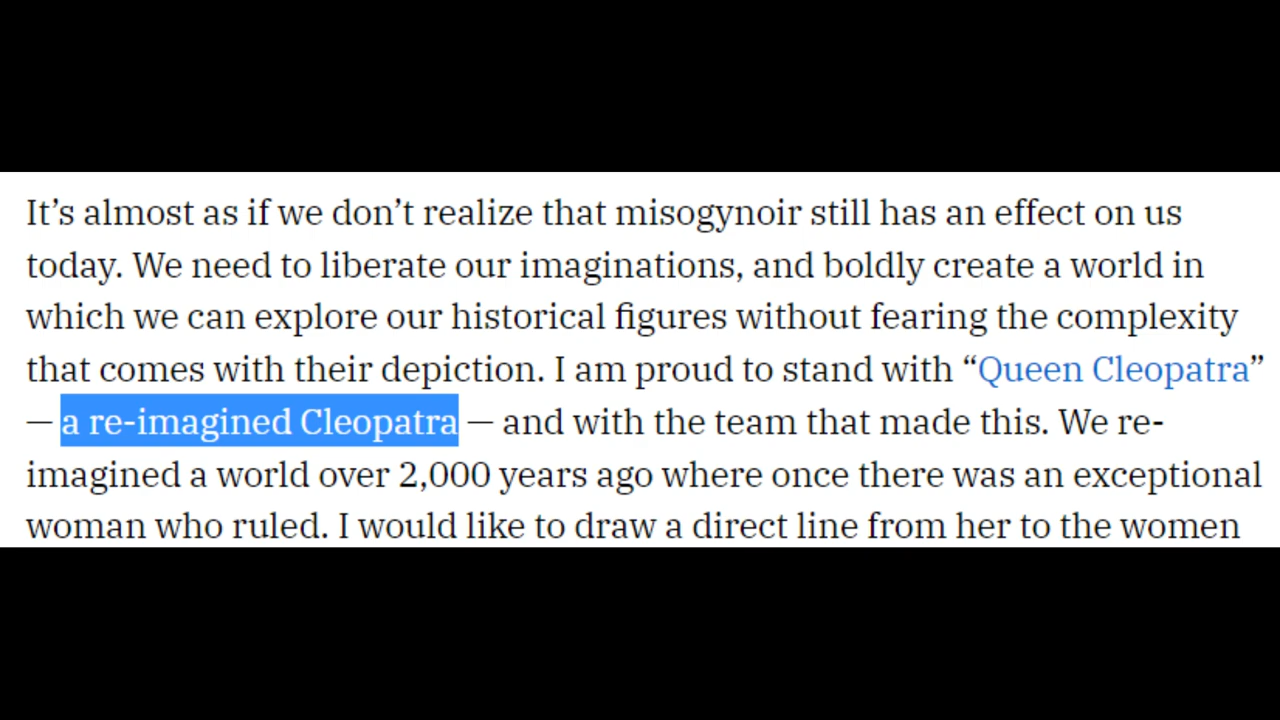 It’s almost as if we don’t realize that misogynoir still has an effect on us
today. We need to liberate our imaginations, and boldly create a world in
which we can explore our historical figures without fearing the complexity
that comes with their depiction. I am proud to stand with “Queen Cleopatra”
— a re-imagined Cleopatra — and with the team that made this. We re-
imagined a world over 2,000 years ago where once there was an exceptional
woman who ruled. I would like to draw a direct line from her to the women